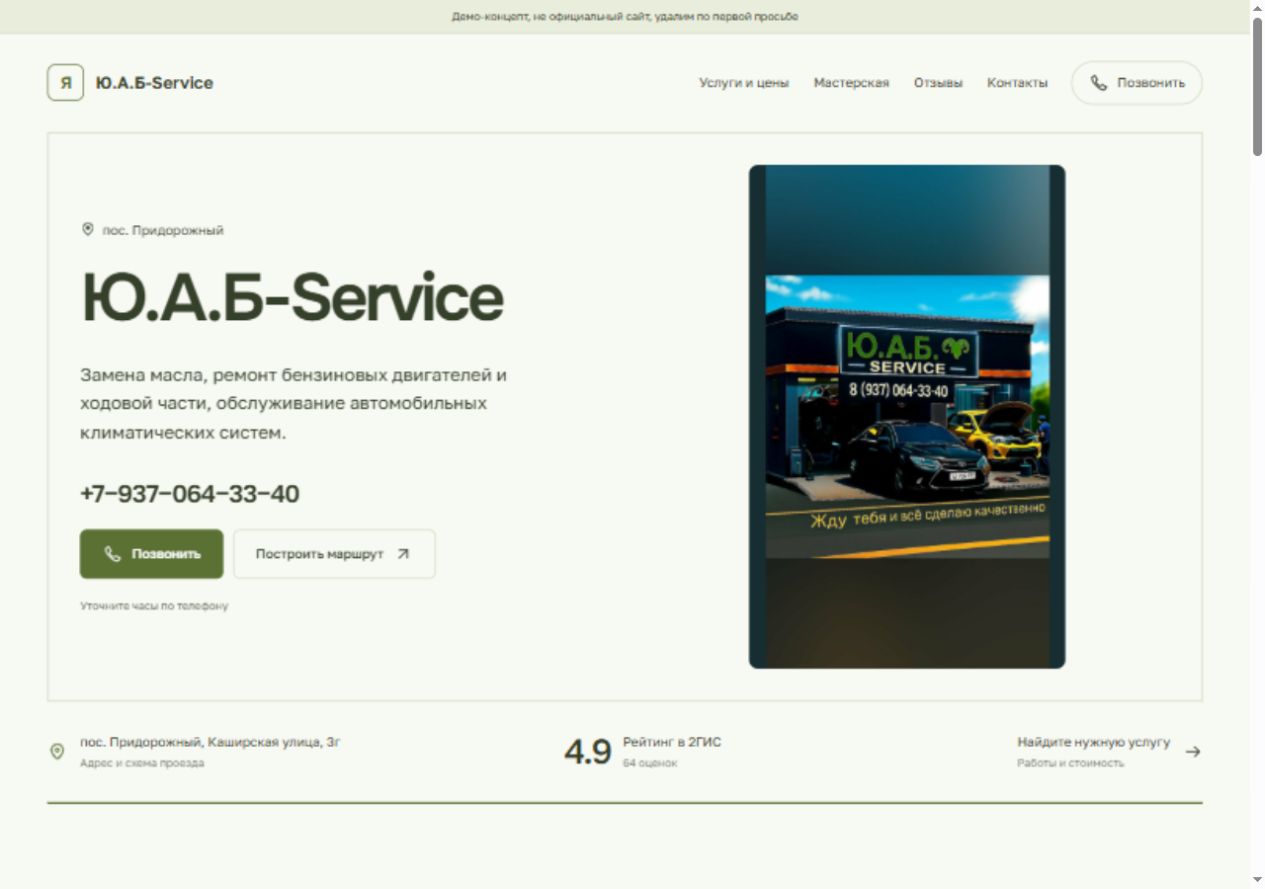 Демо-концепт, не официальный сайт, удалим по первой просьбе
Я
Ю.А.Б-Service
Услуги и цены
Мастерская
Отзывы
Контакты
Позвонить
пос. Придорожный
Ю.А.Б-Service
Замена масла, ремонт бензиновых двигателей и
ходовой части, обслуживание автомобильных
климатических систем.
+7-937-064-33-40
Позвонить
Построить маршрут
Уточните часы по телефону
Ю.А.Б.
SERVICE
8 (937) 064-33-40
Жду тебя и всё сделаю качественно
пос. Придорожный, Каширская улица, 3г
Адрес и схема проезда
4.9
Рейтинг в 2ГИС
64 оценок
Найдите нужную услугу
Работы и стоимость